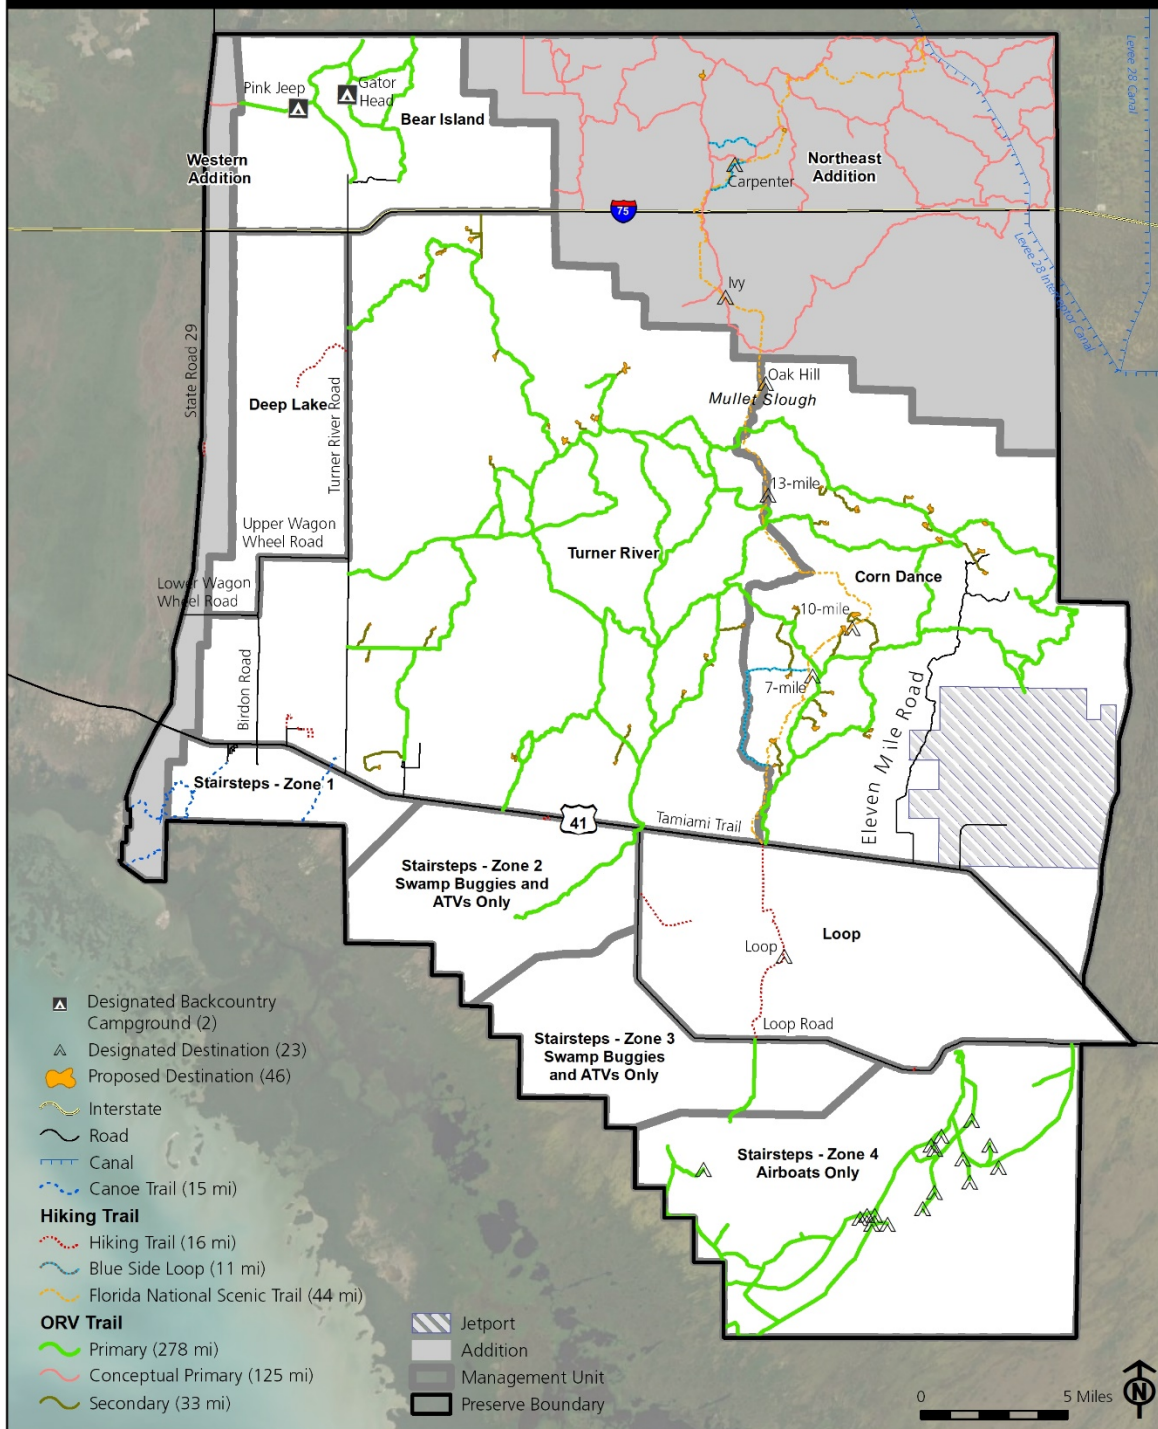 Levee 28 Canal
Pink Jeep
Gator
Head
Bear Island
Western
Addition
Northeast
Addition
Carpenter
75
Levee 28 Interceptor Canal
Ivy
State Road 29
Turner River Road
Deep Lake
Oak Hill
Mullet Slough
13-mile
Upper Wagon
Wheel Road
Turner River
Corn Dance
Lower Wagon
Wheel Road
10-mile
Birdon Road
7-mile
Eleven Mile Road
Stairsteps - Zone 1
41
Tamiami Trail
Stairsteps - Zone 2
Swamp Buggies and
ATVs Only
Loop
Loop
Loop Road
Stairsteps - Zone 3
Swamp Buggies
and ATVs Only
Stairsteps - Zone 4
Airboats Only
Designated Backcountry
Campground (2)
Designated Destination (23)
Proposed Destination (46)
Interstate
Road
Canal
Canoe Trail (15 mi)
Hiking Trail
Hiking Trail (16 mi)
Blue Side Loop (11 mi)
Florida National Scenic Trail (44 mi)
ORV Trail
Primary (278 mi)
Conceptual Primary (125 mi)
Secondary (33 mi)
Jetport
Addition
Management Unit
Preserve Boundary
0 5 Miles
N